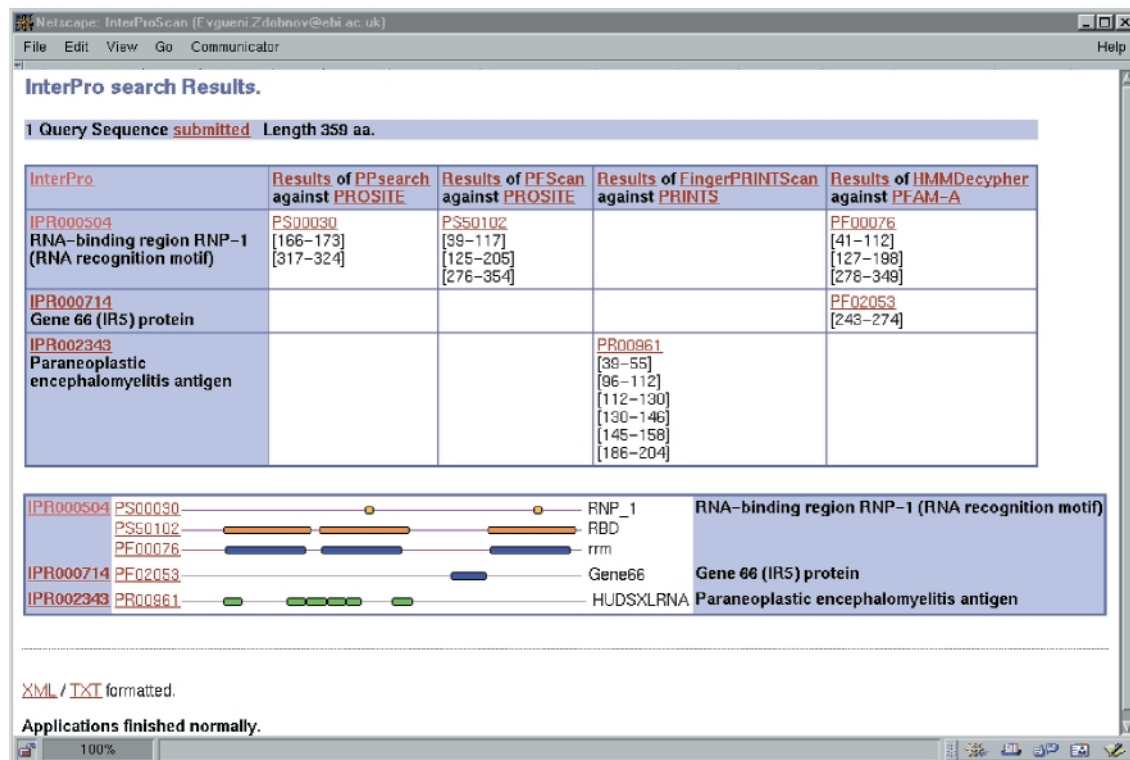 Netscape: InterProScan (Evgueni.Zdobnov@ebi.ac.uk)
File Edit View Go Communicator Help
InterPro search Results.
1 Query Sequence submitted Length 359 aa.
InterPro
Results of PPsearch against PROSITE
Results of PFScan against PROSITE
Results of FingerPRINTScan against PRINTS
Results of HMMDecypher against PFAM-A
IPR000504
RNA-binding region RNP-1
(RNA recognition motif)
PS00030
[166-173]
[317-324]
PS50102
[39-117]
[125-205]
[276-354]
PF00076
[41-112]
[127-198]
[278-349]
IPR000714
Gene 66 (IR5) protein
PF02053
[243-274]
IPR002343
Paraneoplastic
encephalomyelitis antigen
PR00961
[39-55]
[96-112]
[112-130]
[130-146]
[145-158]
[186-204]
IPR000504 PS00030 RNP_1 RNA-binding region RNP-1 (RNA recognition motif)
PS50102 RBD
PF00076 rrm
IPR000714 PF02053 Gene66 Gene 66 (IR5) protein
IPR002343 PR00961 HUDSXLRNA Paraneoplastic encephalomyelitis antigen
XML / TXT formatted.
Applications finished normally.
100%